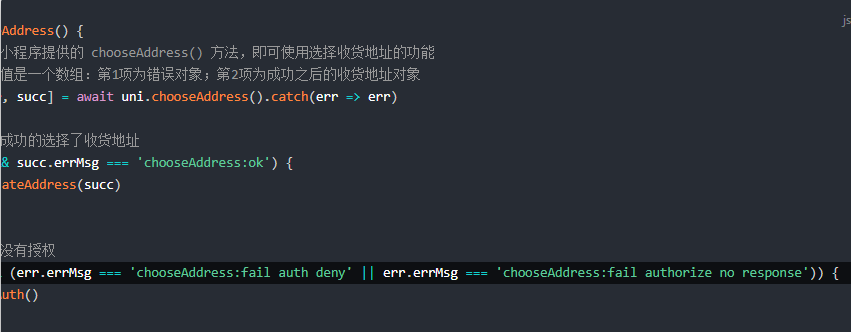 Address() {
js
小程序提供的 chooseAddress() 方法，即可使用选择收货地址的功能
值是一个数组：第1项为错误对象；第2项为成功之后的收货地址对象
, succ] = await uni.chooseAddress().catch(err => err)
成功的选择了收货地址
& succ.errMsg === 'chooseAddress:ok') {
ateAddress(succ)
没有授权
(err.errMsg === 'chooseAddress:fail auth deny' || err.errMsg === 'chooseAddress:fail authorize no response')) {
uth()